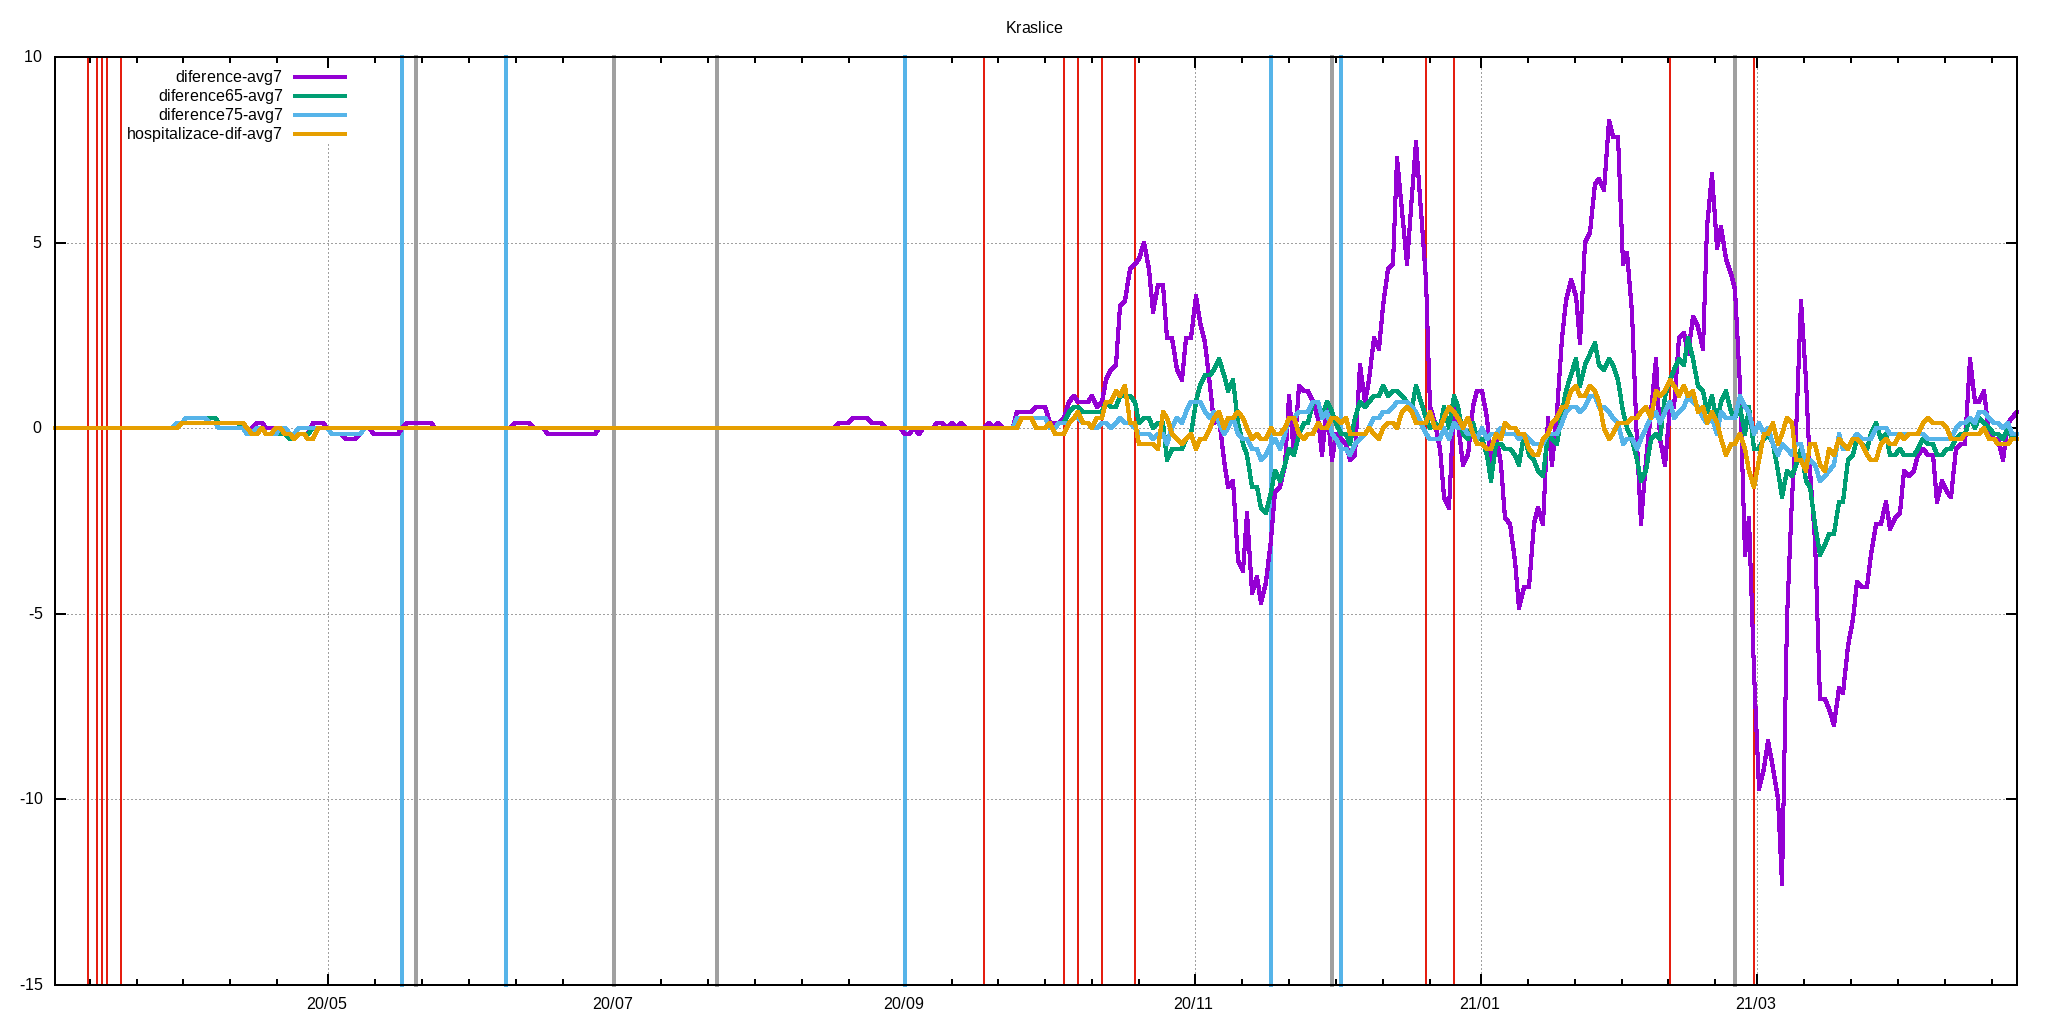 Kraslice
10
5
0
-5
-10
-15
diference-avg7
diference65-avg7
diference75-avg7
hospitalizace-dif-avg7
20/05 20/07 20/09 20/11 21/01 21/03